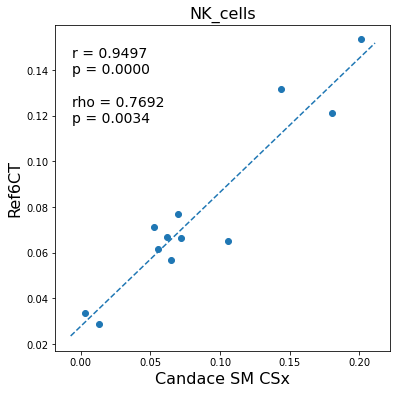 NK_cells
r = 0.9497
p = 0.0000
rho = 0.7692
p = 0.0034
Ref6CT
0.14
0.12
0.10
0.08
0.06
0.04
0.02
0.00 0.05 0.10 0.15 0.20
Candace SM CSx